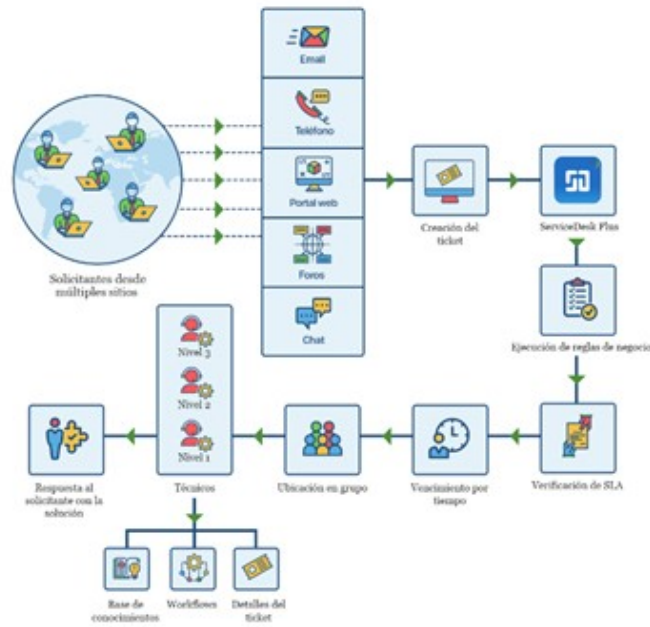 Email
Teléfono
Portal web
Foros
Chat
Solicitantes desde
múltiples sitios
Creación del
ticket
ServiceDesk Plus
Ejecución de reglas de negocio
Verificación de SLA
Vencimiento por
tiempo
Ubicación en grupo
Nivel 3
Nivel 2
Nivel 1
Técnicos
Respuesta al
solicitante con la
solución
Base de
conocimientos
Workflows
Detalles del
ticket